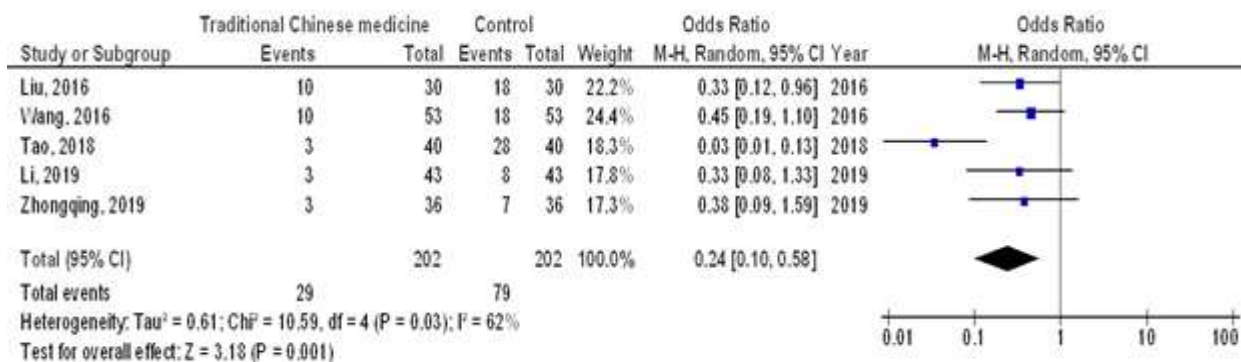 Traditional Chinese medicine Control Odds Ratio Odds Ratio
Study or Subgroup Events Total Events Total Weight M-H, Random, 95% CI Year M-H, Random, 95% CI
Liu, 2016 10 30 18 30 22.2% 0.33 [0.12, 0.96] 2016
Wang, 2016 10 53 18 53 24.4% 0.45 [0.19, 1.10] 2016
Tao, 2018 3 40 28 40 18.3% 0.03 [0.01, 0.13] 2018
Li, 2019 3 43 8 43 17.8% 0.33 [0.08, 1.33] 2019
Zhongqing, 2019 3 36 7 36 17.3% 0.38 [0.09, 1.59] 2019
Total (95% CI) 202 202 100.0% 0.24 [0.10, 0.58]
Total events 29 79
Heterogeneity: Tau² = 0.61; Chi² = 10.59, df = 4 (P = 0.03); I² = 62%
Test for overall effect: Z = 3.18 (P = 0.001)
0.01 0.1 1 10 100